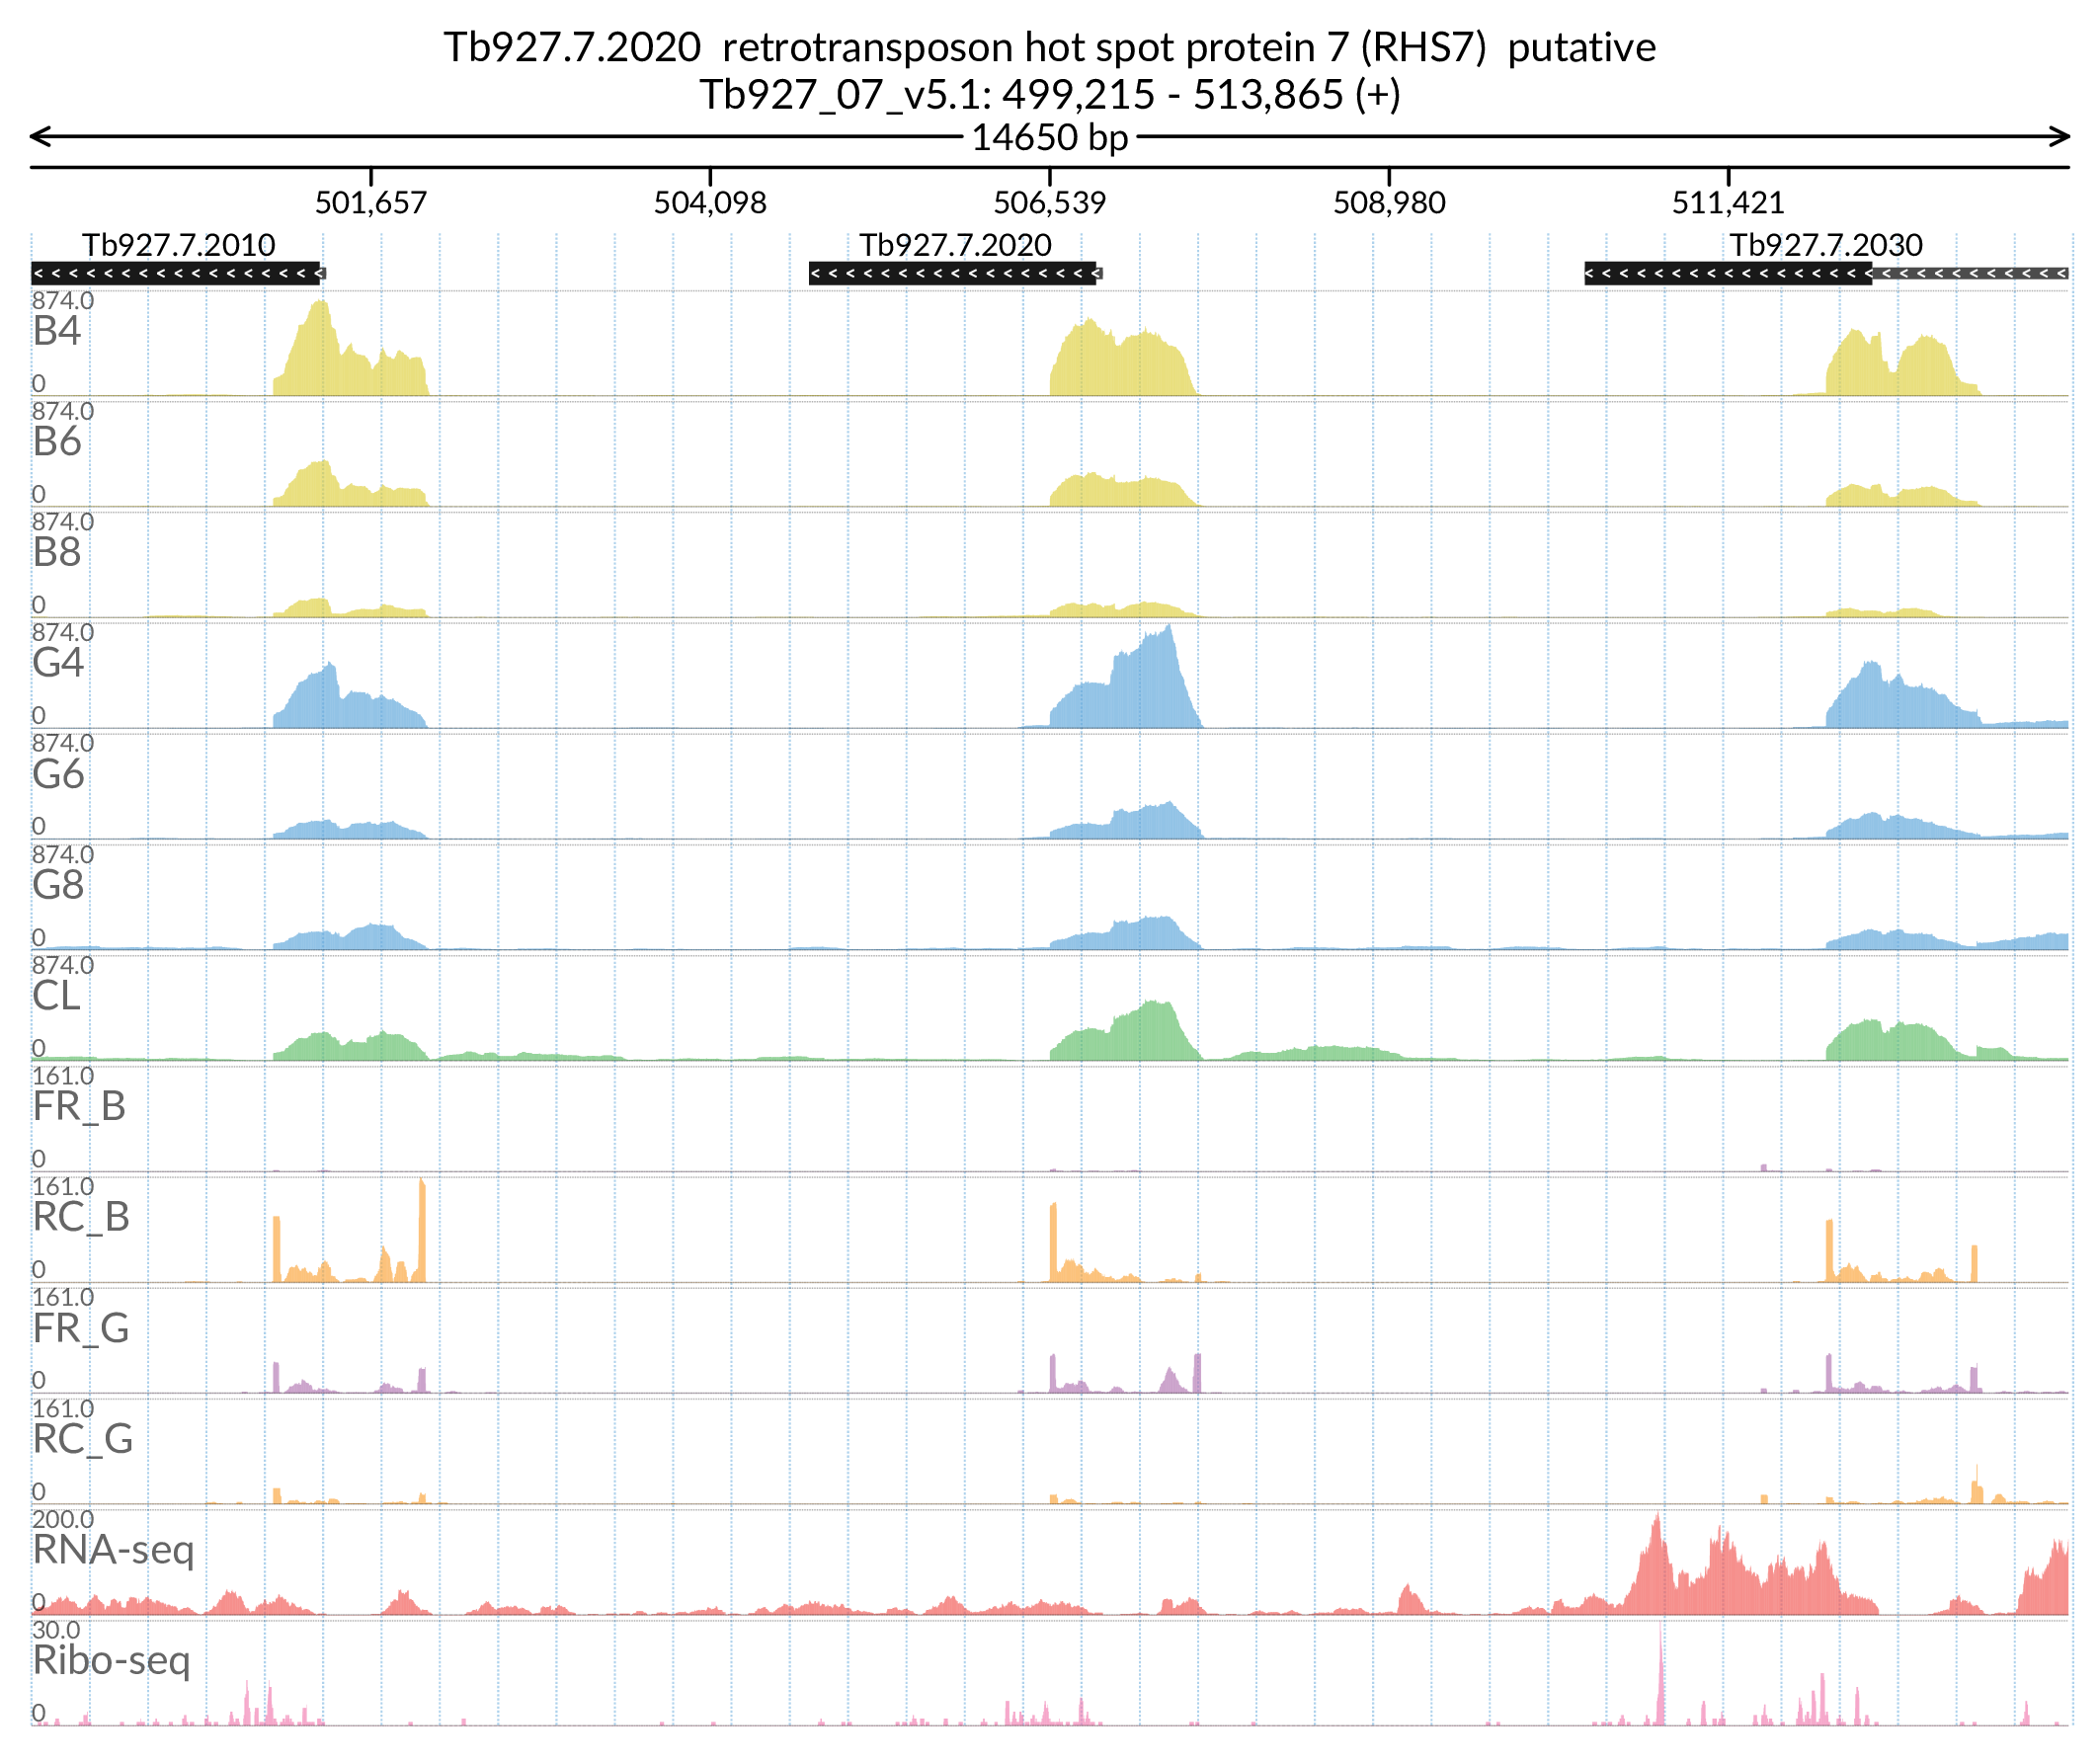 Tb927.7.2020 retrotransposon hot spot protein 7 (RHS7) putative
Tb927_07_v5.1: 499,215 - 513,865 (+)
14650 bp
501,657 504,098 506,539 508,980 511,421
Tb927.7.2010 Tb927.7.2020 Tb927.7.2030
874.0
B4
0
874.0
B6
0
874.0
B8
0
874.0
G4
0
874.0
G6
0
874.0
G8
0
874.0
CL
0
161.0
FR_B
0
161.0
RC_B
0
161.0
FR_G
0
161.0
RC_G
0
200.0
RNA-seq
0
30.0
Ribo-seq
0